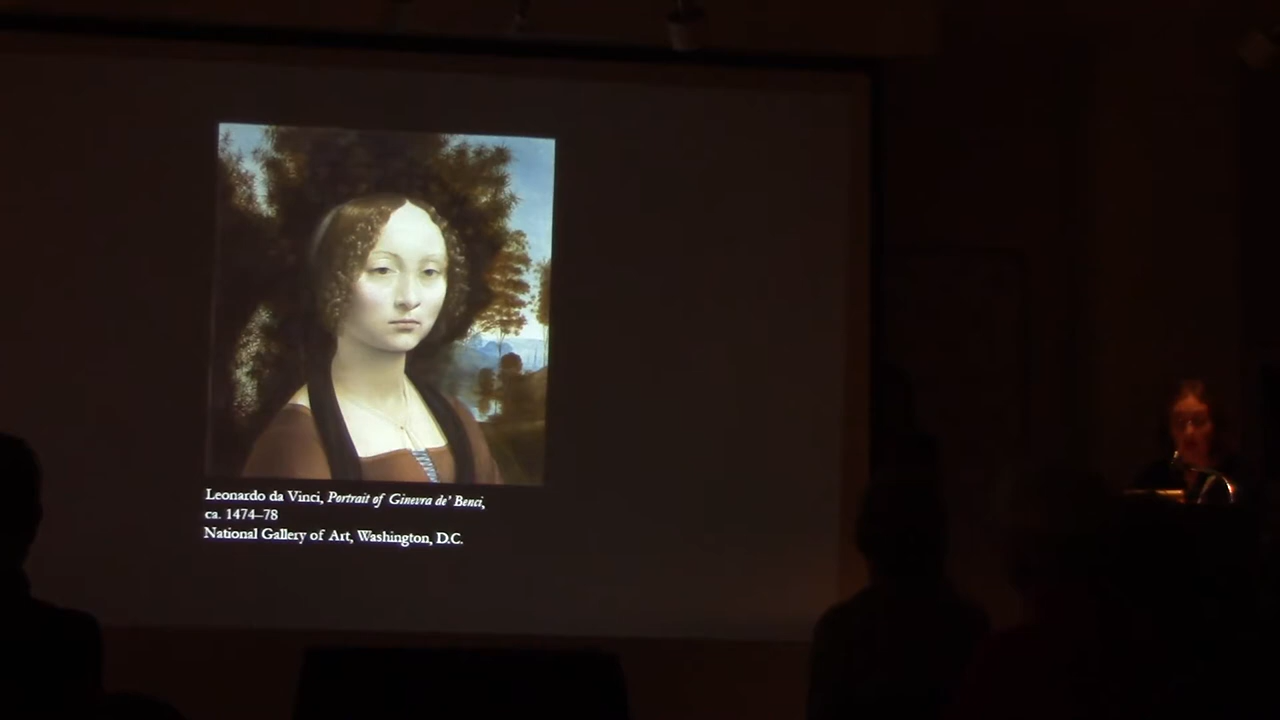 Leonardo da Vinci, Portrait of Ginevra de' Benci,
ca. 1474–78
National Gallery of Art, Washington, D.C.